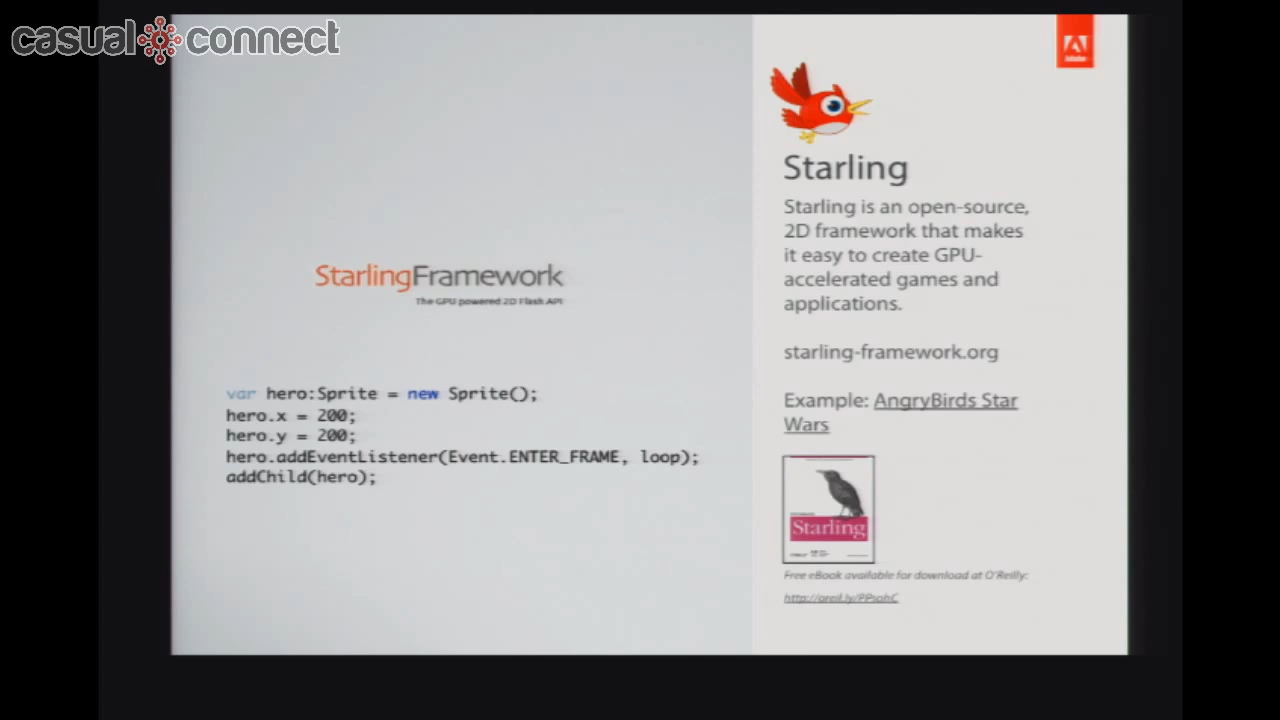 casual connect
Adobe
StarlingFramework
The GPU powered 2D Flash API
var hero:Sprite = new Sprite();
hero.x = 200;
hero.y = 200;
hero.addEventListener(Event.ENTER_FRAME, loop);
addChild(hero);
Starling
Starling is an open-source,
2D framework that makes
it easy to create GPU-
accelerated games and
applications.
starling-framework.org
Example: AngryBirds Star
Wars
Starling
Free eBook available for download at O'Reilly: